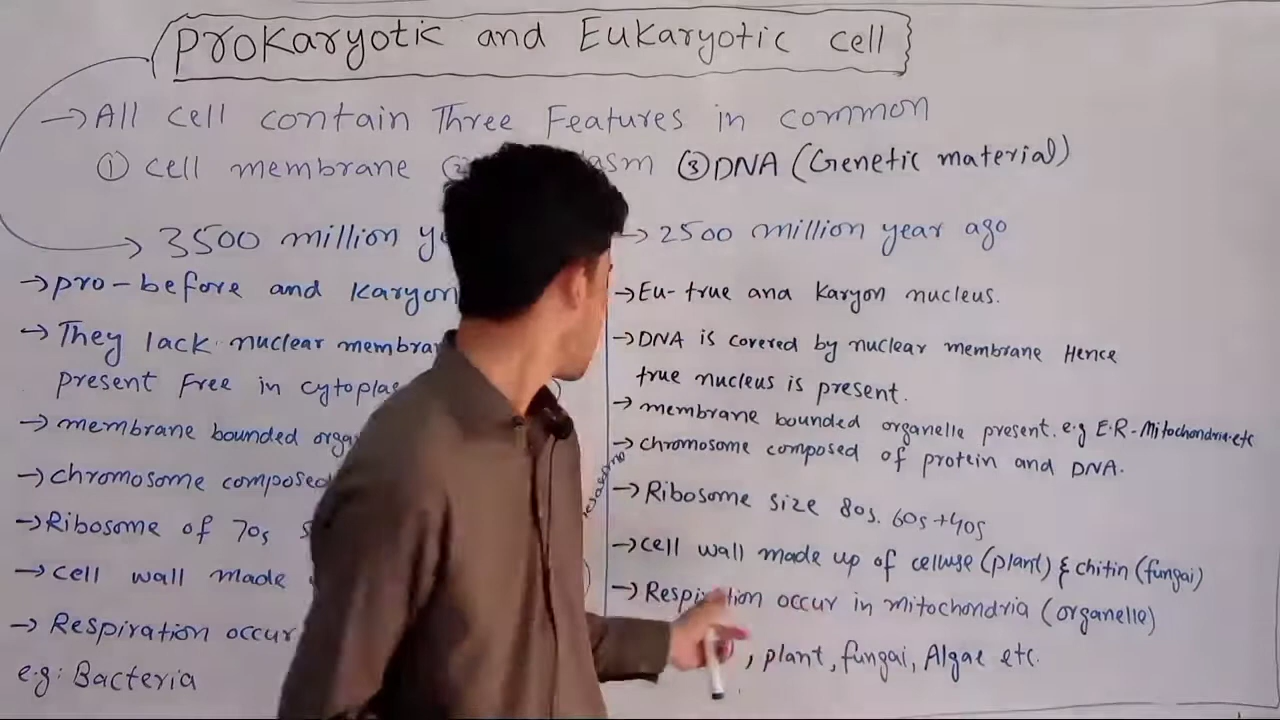 Prokaryotic and Eukaryotic cell
→ All cell contain Three Features in common
① cell membrane ③ DNA (Genetic material)
→ 3500 million
→ 2500 million year ago
→ pro-before and Karyon
→ They lack nuclear
present Free in
→ membrane bounded
→ chromosome composed
→ Ribosome of 70s
→ cell wall made
→ Respiration occur
e.g: Bacteria
→ Eu-true and Karyon nucleus.
→ DNA is covered by nuclear membrane Hence
true nucleus is present.
→ membrane bounded organelle present. e.g E.R-Mitochondria.etc
→ chromosome composed of protein and DNA.
→ Ribosome size 80s. 60s+40s
→ cell wall made up of celluse (plant) & chitin (fungai)
→ Respiration occur in mitochondria (organelle)
, plant, fungai, Algae etc.